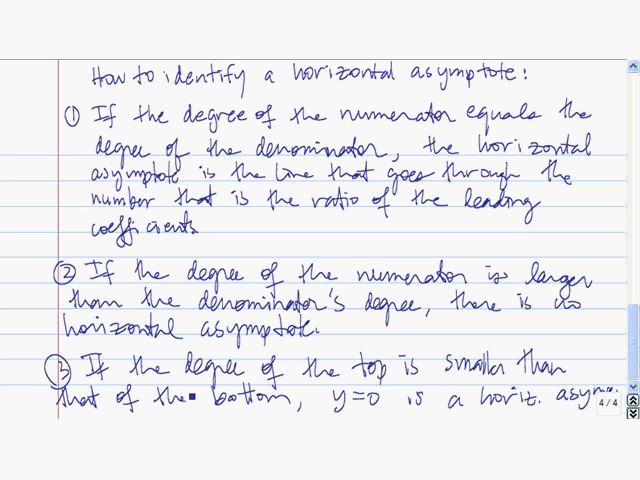 How to identify a horizontal asymptote:
① If the degree of the numerator equals the
degree of the denominator, the horizontal
asymptote is the line that goes through the
number that is the ratio of the leading
coefficients
② If the degree of the numerator is larger
than the denominator's degree, there is no
horizontal asymptote.
③ If the degree of the top is smaller than
that of the bottom, y=0 is a horiz. asymp
4/4